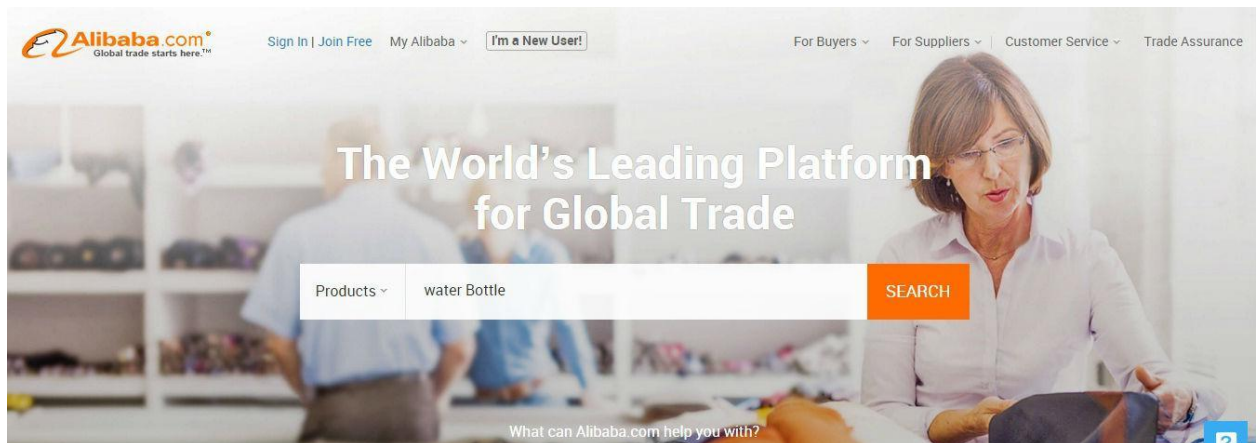 Alibaba.com
Global trade starts here.™
Sign In | Join Free My Alibaba I'm a New User! For Buyers For Suppliers Customer Service Trade Assurance
The World's Leading Platform
for Global Trade
Products water Bottle SEARCH
What can Alibaba.com help you with?
?